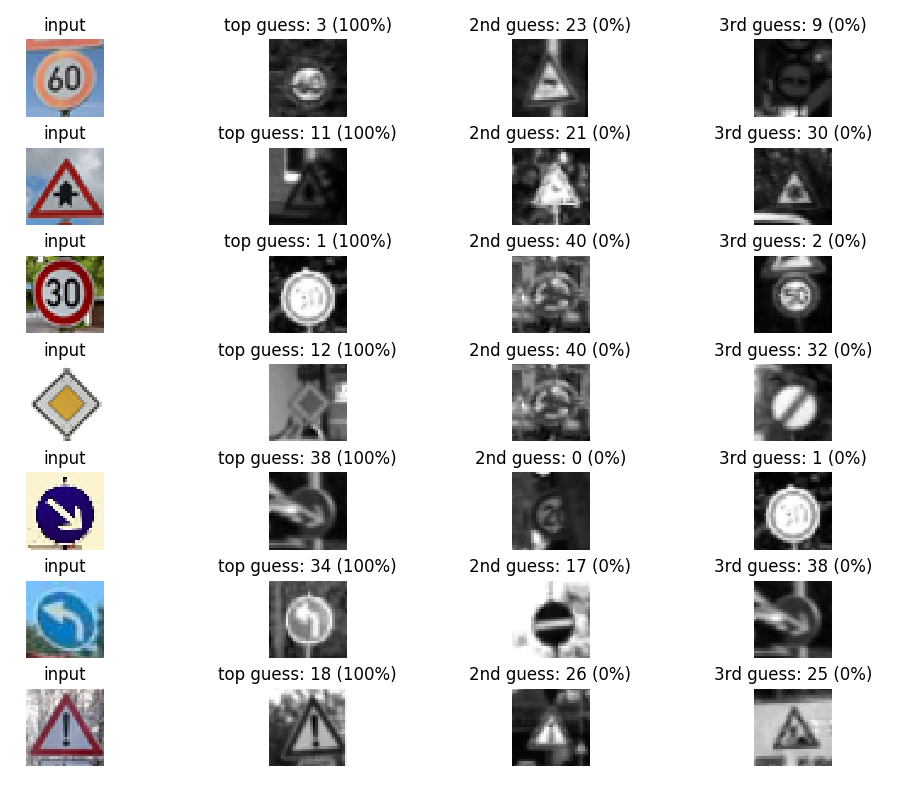 input top guess: 3 (100%) 2nd guess: 23 (0%) 3rd guess: 9 (0%)
60
input top guess: 11 (100%) 2nd guess: 21 (0%) 3rd guess: 30 (0%)
input top guess: 1 (100%) 2nd guess: 40 (0%) 3rd guess: 2 (0%)
30 30
input top guess: 12 (100%) 2nd guess: 40 (0%) 3rd guess: 32 (0%)
input top guess: 38 (100%) 2nd guess: 0 (0%) 3rd guess: 1 (0%)
30
input top guess: 34 (100%) 2nd guess: 17 (0%) 3rd guess: 38 (0%)
input top guess: 18 (100%) 2nd guess: 26 (0%) 3rd guess: 25 (0%)